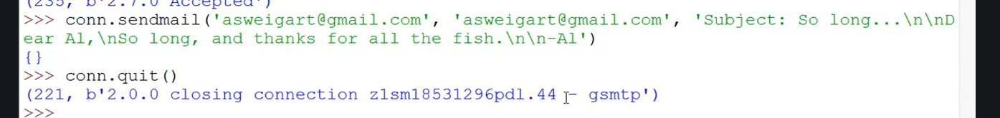 (235, b'2.7.0 Accepted')
>>> conn.sendmail('asweigart@gmail.com', 'asweigart@gmail.com', 'Subject: So long...\n\nD
ear Al,\nSo long, and thanks for all the fish.\n\n-Al')
{}
>>> conn.quit()
(221, b'2.0.0 closing connection z1sm18531296pdl.44 - gsmtp')
>>>